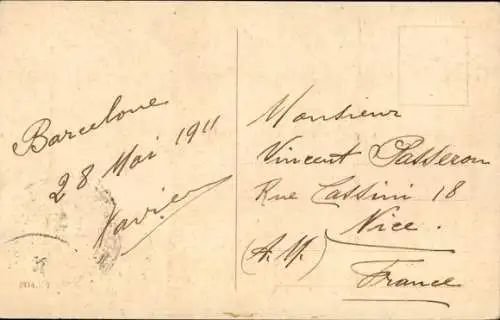 Barcelone
28 Mai 1911
Xavier
Monsieur
Vincent Passeron
Rue Cassini 18
Nice.
(A. M.)
France